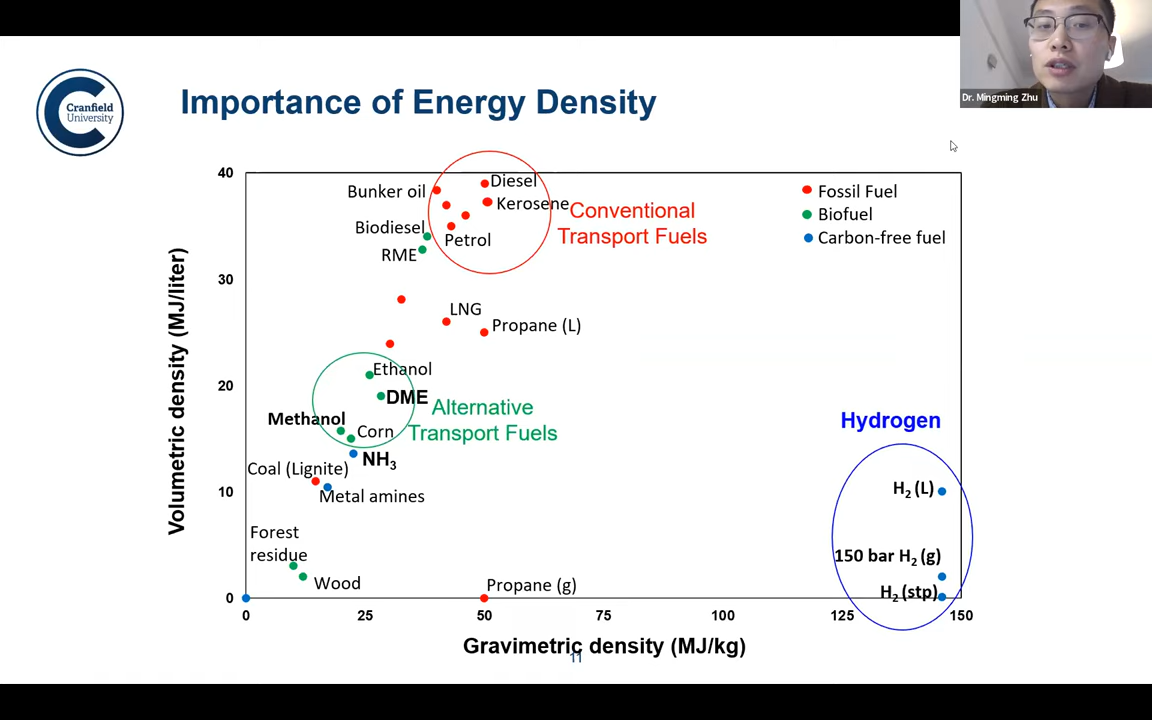 Dr. Mingming Zhu
Cranfield
University
Importance of Energy Density
Volumetric density (MJ/liter)
40
30
20
10
0
Bunker oil
Diesel
Kerosene
Biodiesel
Petrol
RME
Conventional
Transport Fuels
Fossil Fuel
Biofuel
Carbon-free fuel
LNG
Propane (L)
Ethanol
DME
Methanol
Corn
Alternative
Transport Fuels
NH3
Coal (Lignite)
Metal amines
Forest
residue
Wood
Propane (g)
Hydrogen
H2 (L)
150 bar H2 (g)
H2 (stp)
0
25
50
75
100
125
150
Gravimetric density (MJ/kg)
11